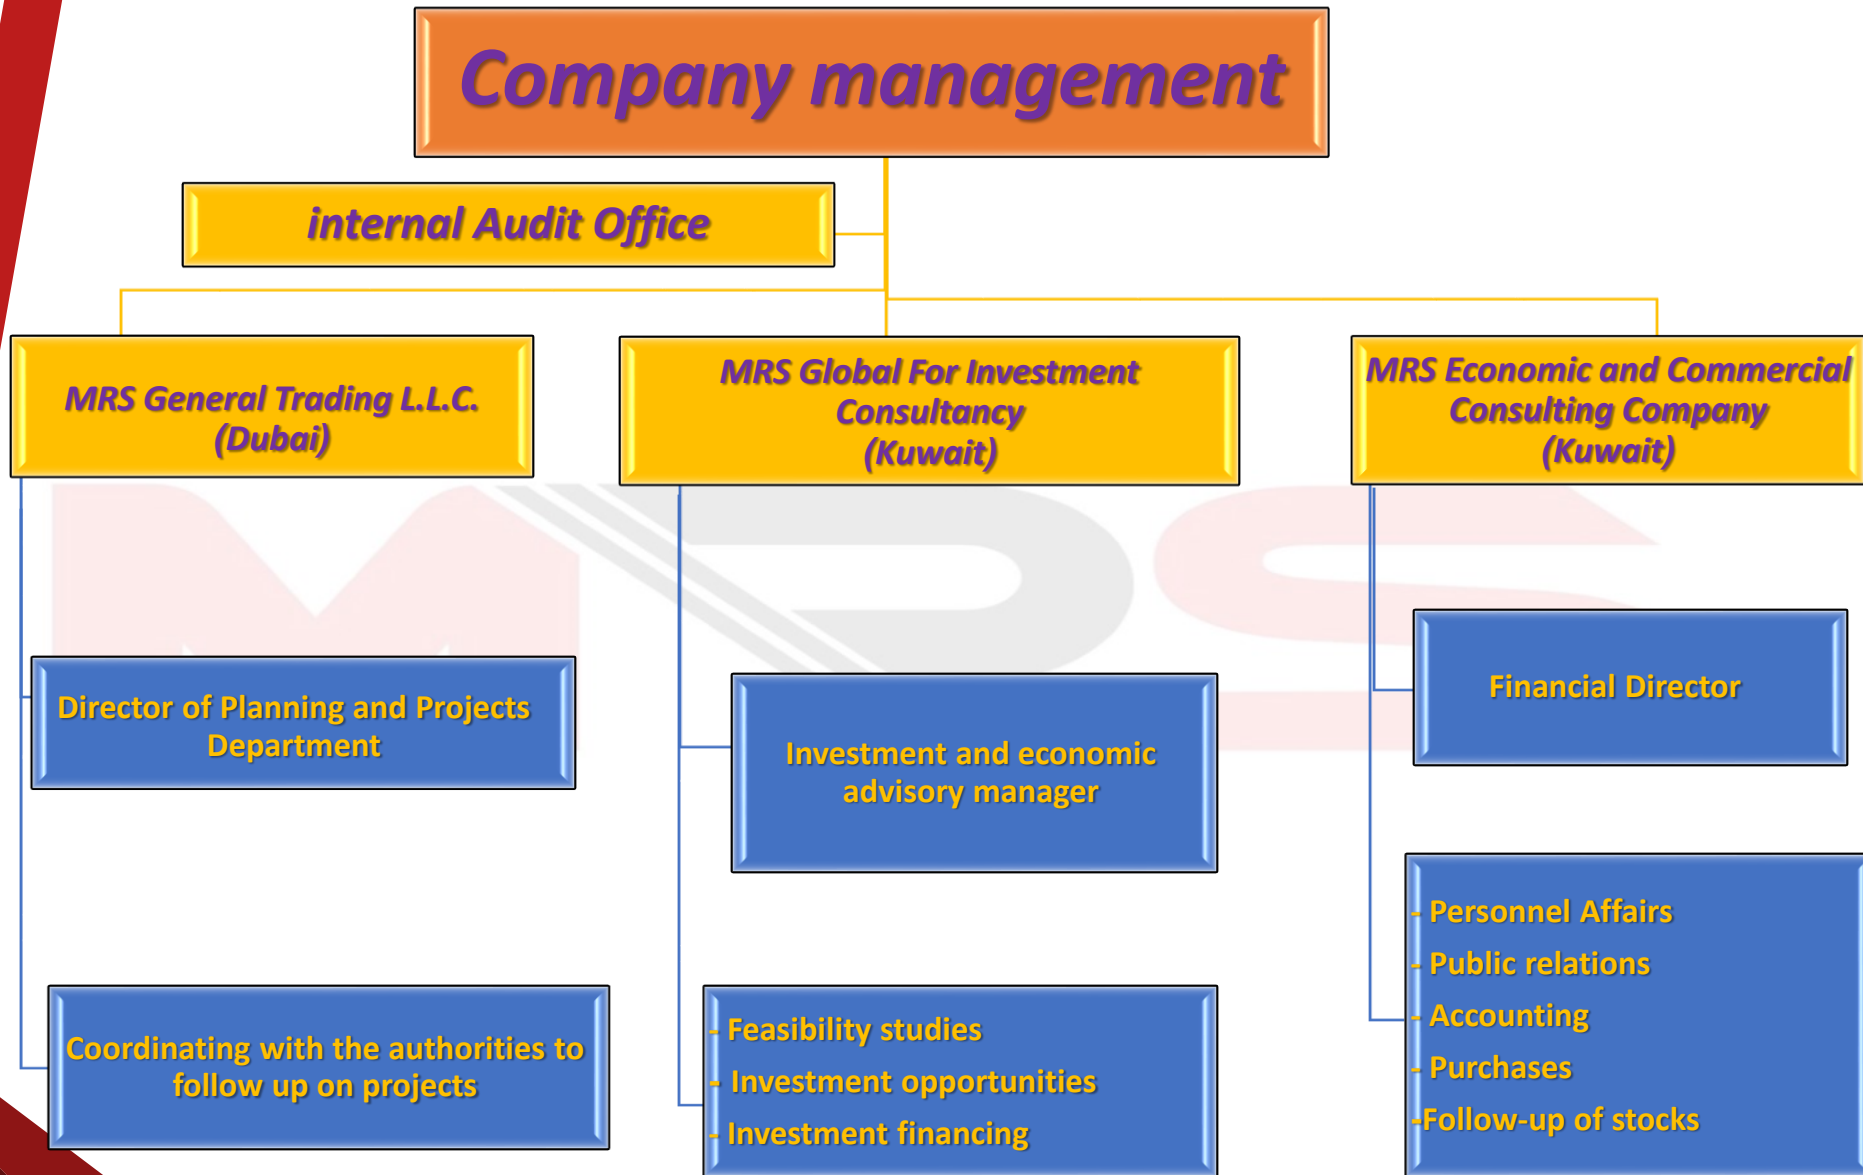 Company management
internal Audit Office
MRS General Trading L.L.C.
(Dubai)
MRS Global For Investment
Consultancy
(Kuwait)
MRS Economic and Commercial
Consulting Company
(Kuwait)
Director of Planning and Projects
Department
Investment and economic
advisory manager
Financial Director
Coordinating with the authorities to
follow up on projects
- Feasibility studies
- Investment opportunities
- Investment financing
- Personnel Affairs
- Public relations
- Accounting
- Purchases
-Follow-up of stocks
MRS